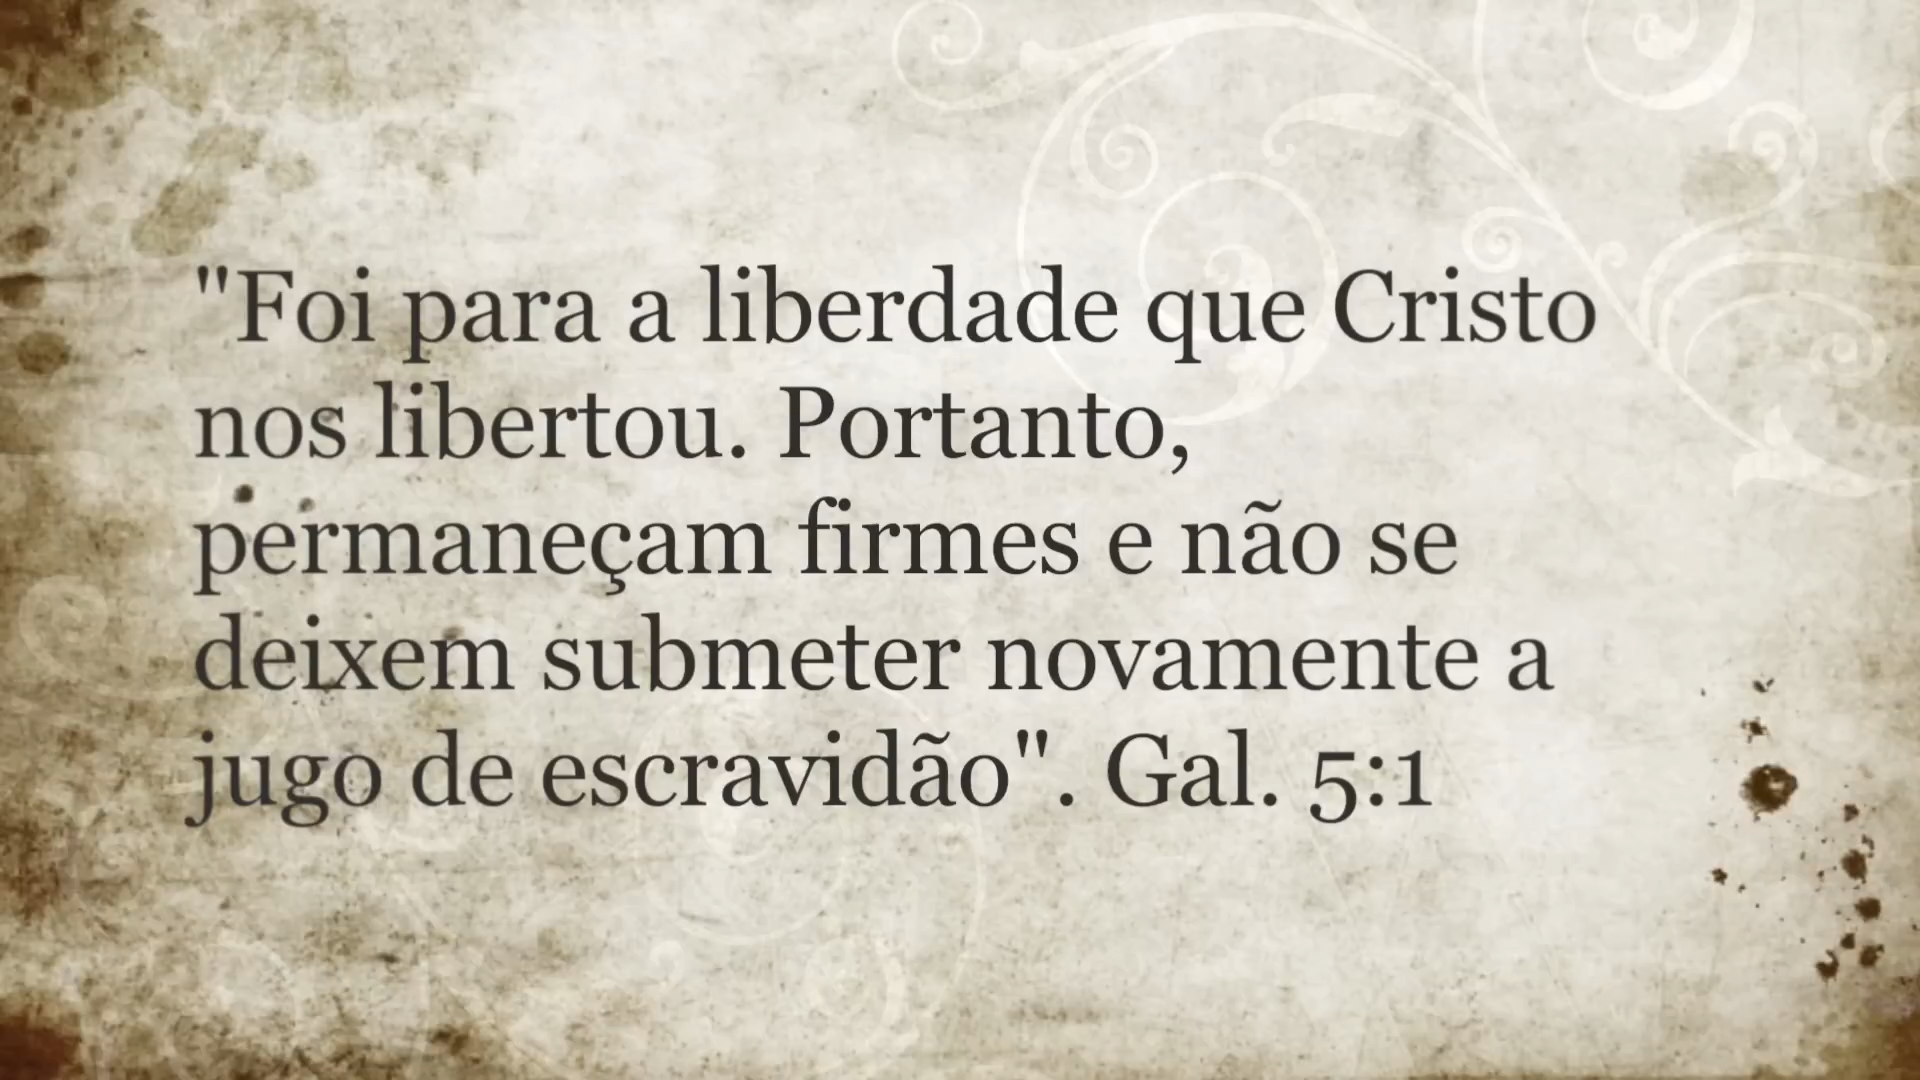 "Foi para a liberdade que Cristo
nos libertou. Portanto,
permaneçam firmes e não se
deixem submeter novamente a
jugo de escravidão". Gal. 5:1